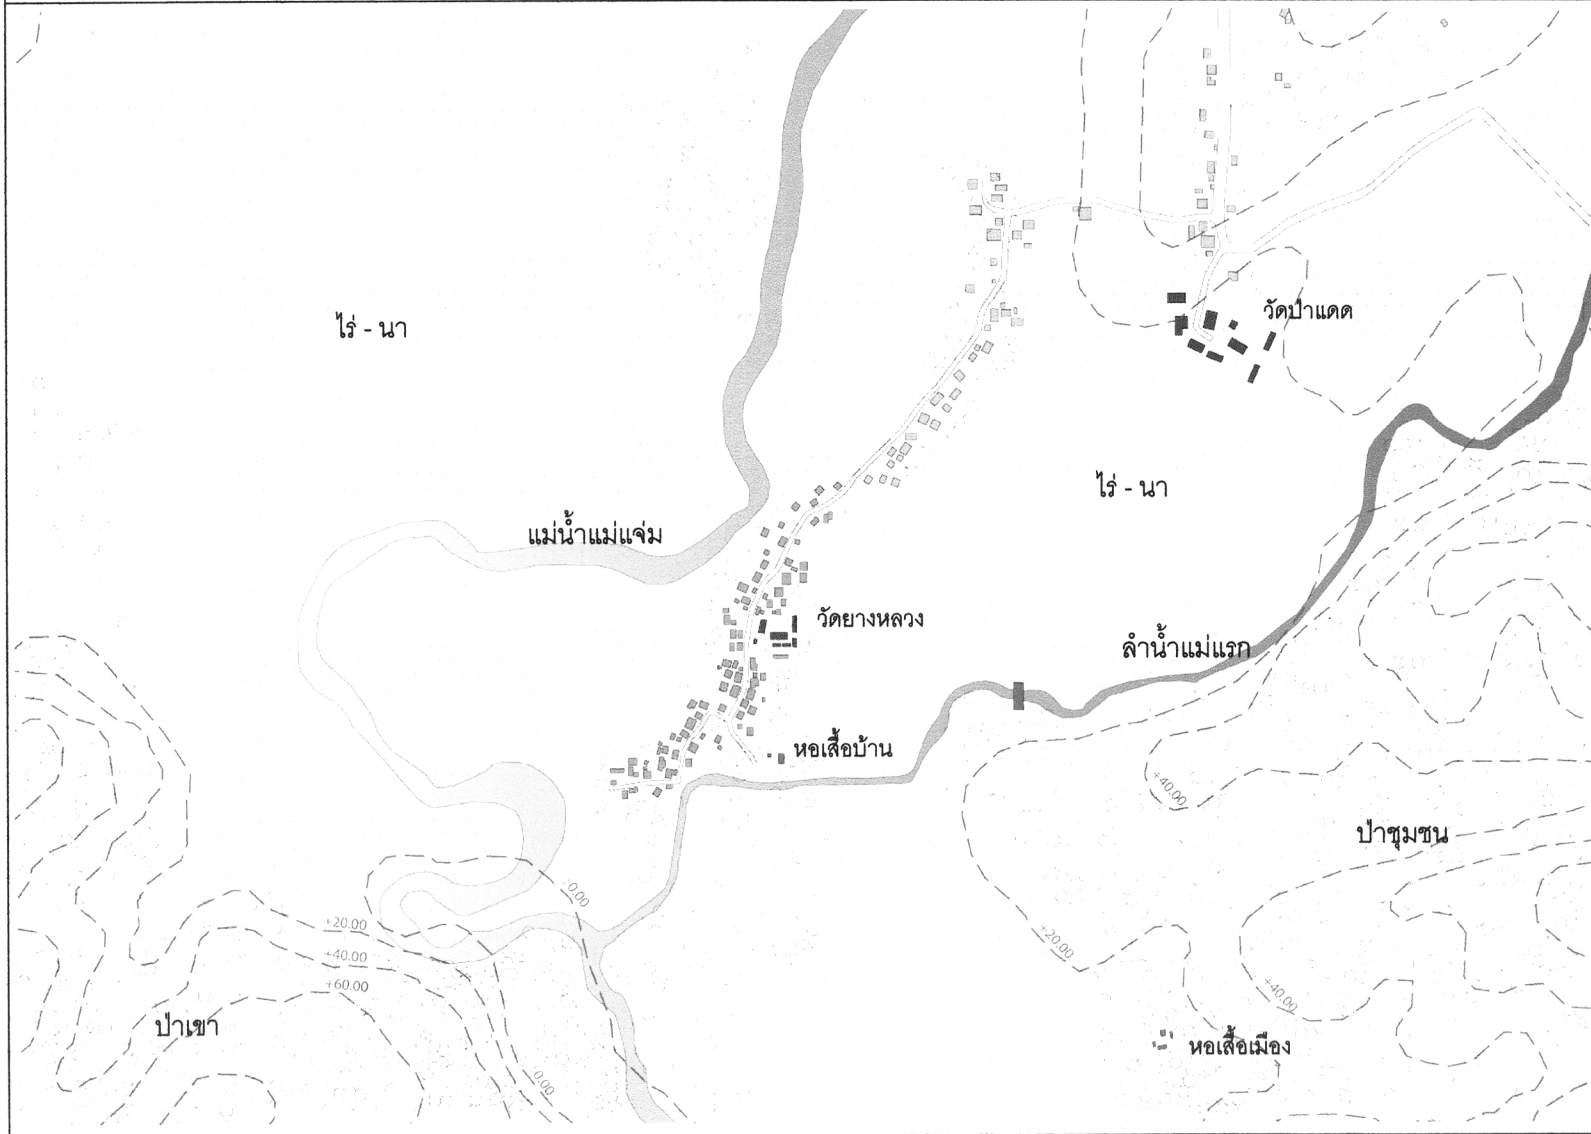 วัดป่าแดด
ไร่ - นา
ไร่ - นา
แม่น้ำแม่แจ่ม
วัดยางหลวง
ลำน้ำแม่แรก
หอเสื้อบ้าน
+40.00
ป่าชุมชน
0.00
+20.00
+20.00
+40.00
+40.00
+60.00
ป่าเขา
หอเสื้อเมือง
0.00